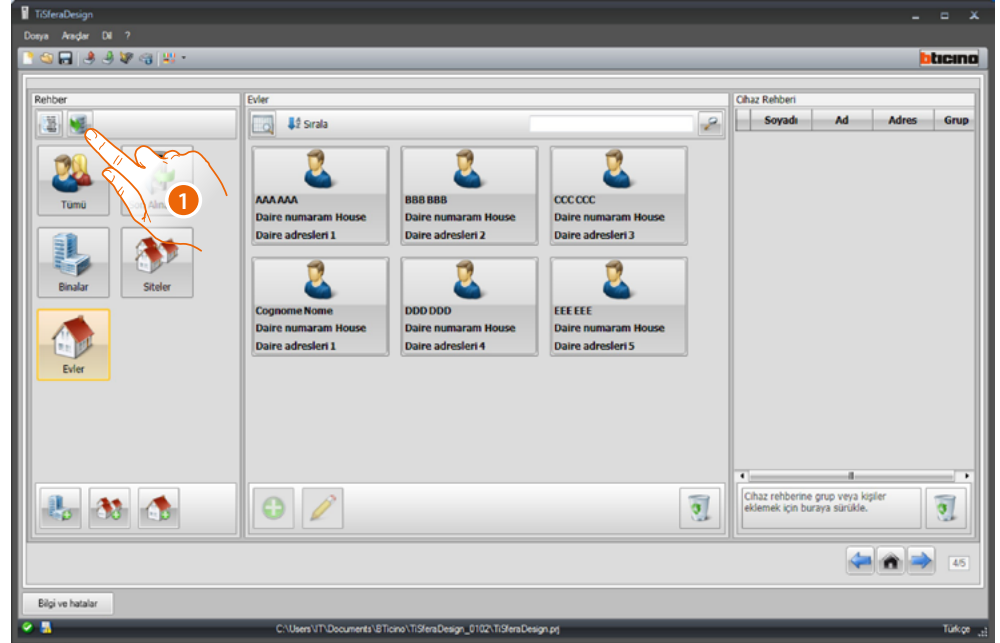 TiSferaDesign
Dosya Araçlar Dil ?
bticino
Rehber
Evler
Cihaz Rehberi
Sırala
Soyadı Ad Adres Grup
Tümü
1
Binalar
Siteler
Evler
AAA AAA
Daire numaram House
Daire adresleri 1
BBB BBB
Daire numaram House
Daire adresleri 2
CCC CCC
Daire numaram House
Daire adresleri 3
Cognome Nome
Daire numaram House
Daire adresleri 1
DDD DDD
Daire numaram House
Daire adresleri 4
EEE EEE
Daire numaram House
Daire adresleri 5
Cihaz rehberine grup veya kişiler
eklemek için buraya sürükle.
4/5
Bilgi ve hatalar
C:\Users\IT\Documents\BTicino\TiSferaDesign_0102\TiSferaDesign.prj
Türkçe